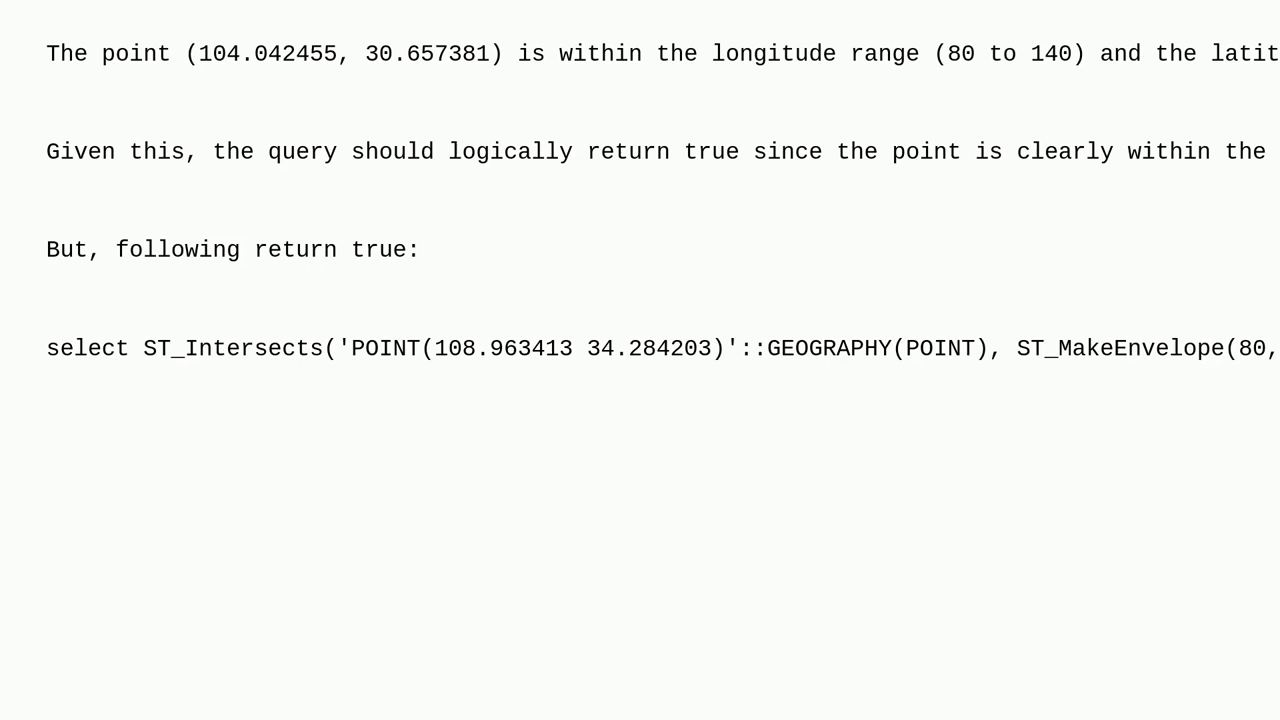 The point (104.042455, 30.657381) is within the longitude range (80 to 140) and the latit
Given this, the query should logically return true since the point is clearly within the
But, following return true:
select ST_Intersects('POINT(108.963413 34.284203)'::GEOGRAPHY(POINT), ST_MakeEnvelope(80,